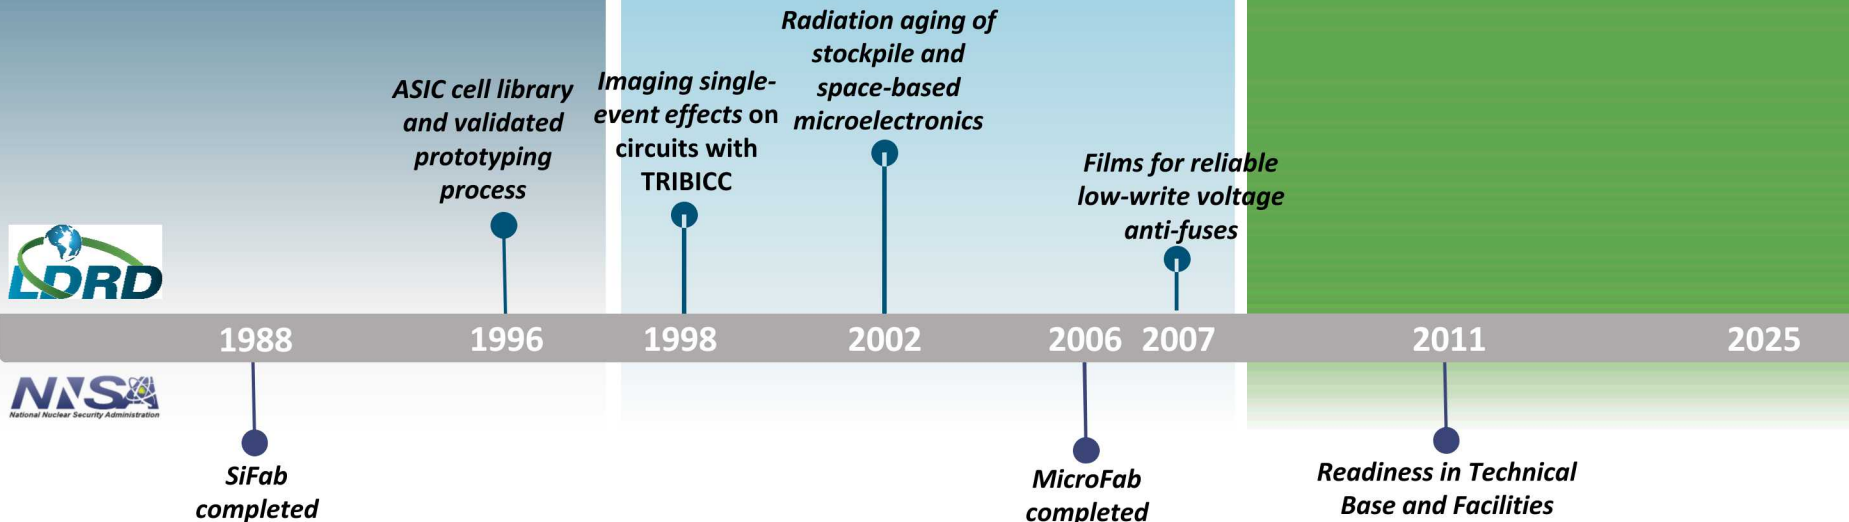 Radiation aging of
stockpile and
space-based
microelectronics
ASIC cell library
and validated
prototyping
process
Imaging single-
event effects on
circuits with
TRIBICC
Films for reliable
low-write voltage
anti-fuses
LDRD
1988 1996 1998 2002 2006 2007 2011 2025
NNSA
National Nuclear Security Administration
SiFab
completed
MicroFab
completed
Readiness in Technical
Base and Facilities